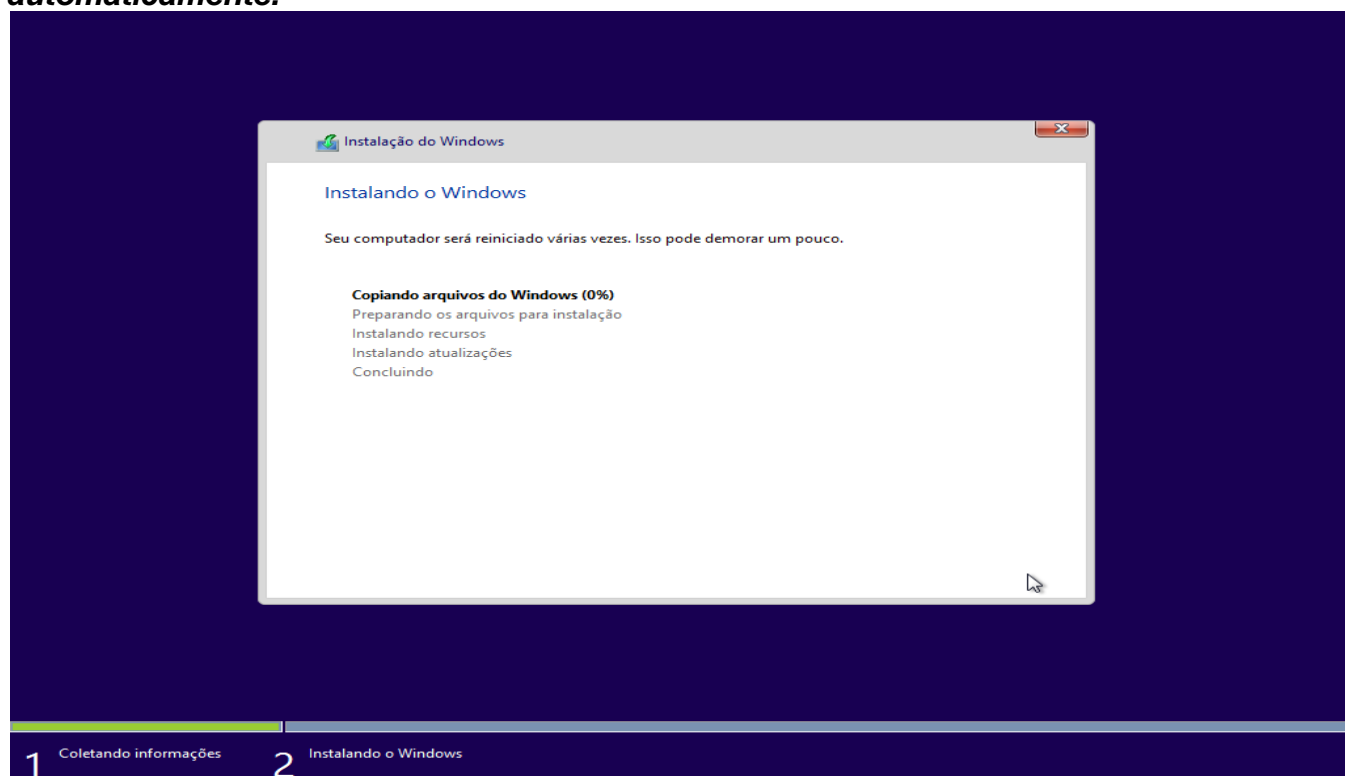 automaticamente.
Instalação do Windows
Instalando o Windows
Seu computador será reiniciado várias vezes. Isso pode demorar um pouco.
Copiando arquivos do Windows (0%)
Preparando os arquivos para instalação
Instalando recursos
Instalando atualizações
Concluindo
1 Coletando informações
2 Instalando o Windows